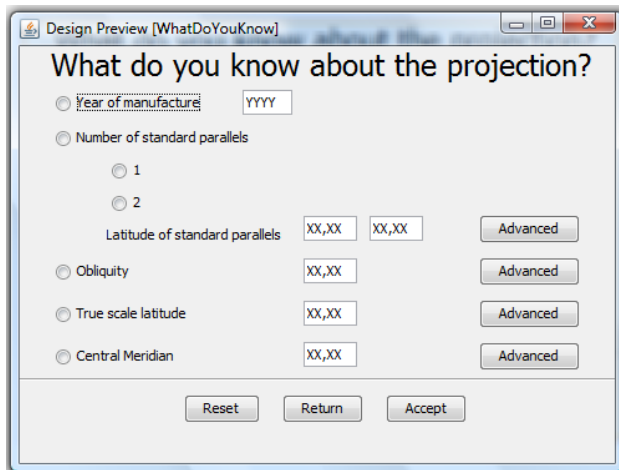 Design Preview [WhatDoYouKnow]
What do you know about the projection?
Year of manufacture YYYY
Number of standard parallels
1
2
Latitude of standard parallels XX,XX XX,XX Advanced
Obliquity XX,XX Advanced
True scale latitude XX,XX Advanced
Central Meridian XX,XX Advanced
Reset Return Accept